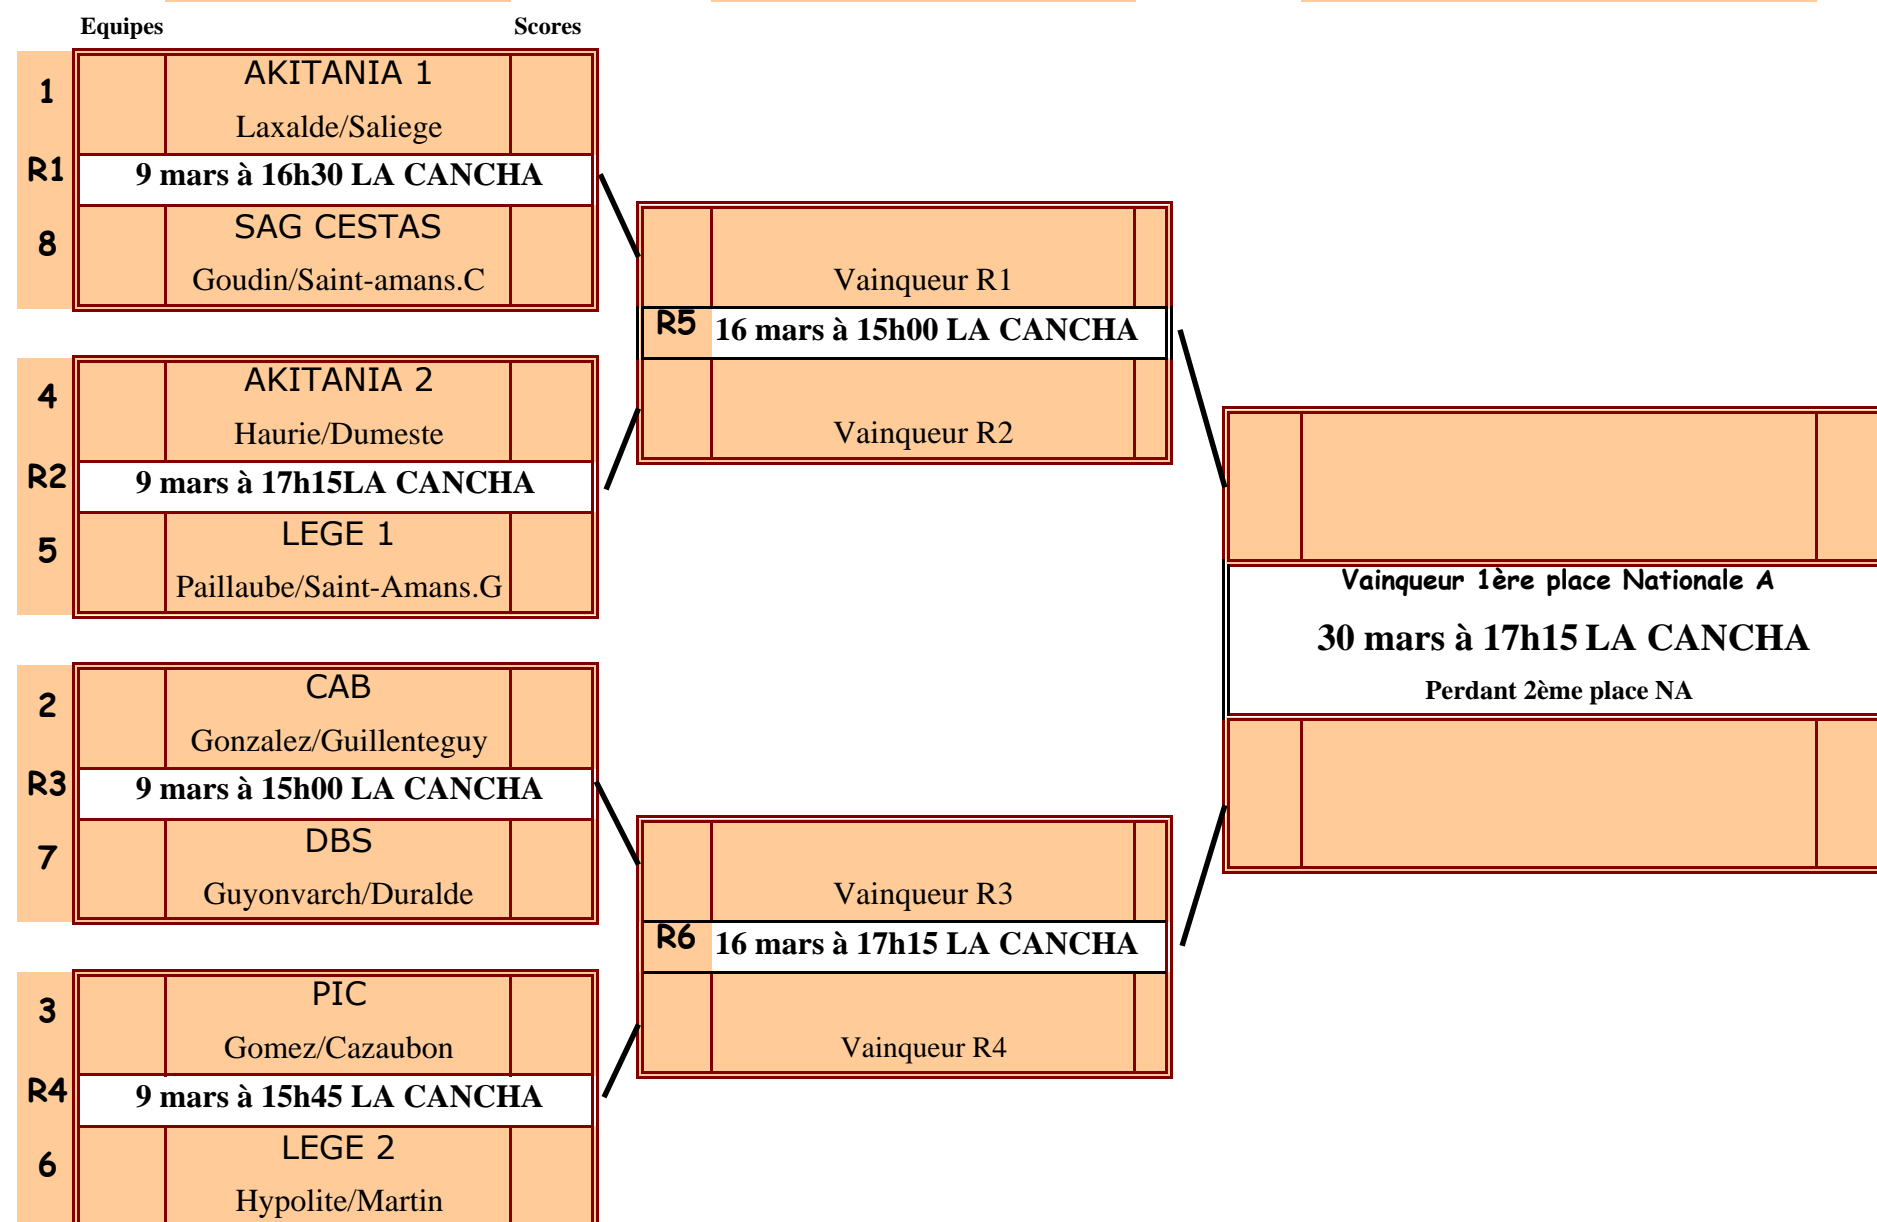 Equipes Scores
1
AKITANIA 1
Laxalde/Saliege
R1
9 mars à 16h30 LA CANCHA
8
SAG CESTAS
Goudin/Saint-amans.C
4
AKITANIA 2
Haurie/Dumeste
R2
9 mars à 17h15LA CANCHA
5
LEGE 1
Paillaube/Saint-Amans.G
2
CAB
Gonzalez/Guillenteguy
R3
9 mars à 15h00 LA CANCHA
7
DBS
Guyonvarch/Duralde
3
PIC
Gomez/Cazaubon
R4
9 mars à 15h45 LA CANCHA
6
LEGE 2
Hypolite/Martin
Vainqueur R1
R5
16 mars à 15h00 LA CANCHA
Vainqueur R2
Vainqueur R3
R6
16 mars à 17h15 LA CANCHA
Vainqueur R4
Vainqueur 1ère place Nationale A
30 mars à 17h15 LA CANCHA
Perdant 2ème place NA